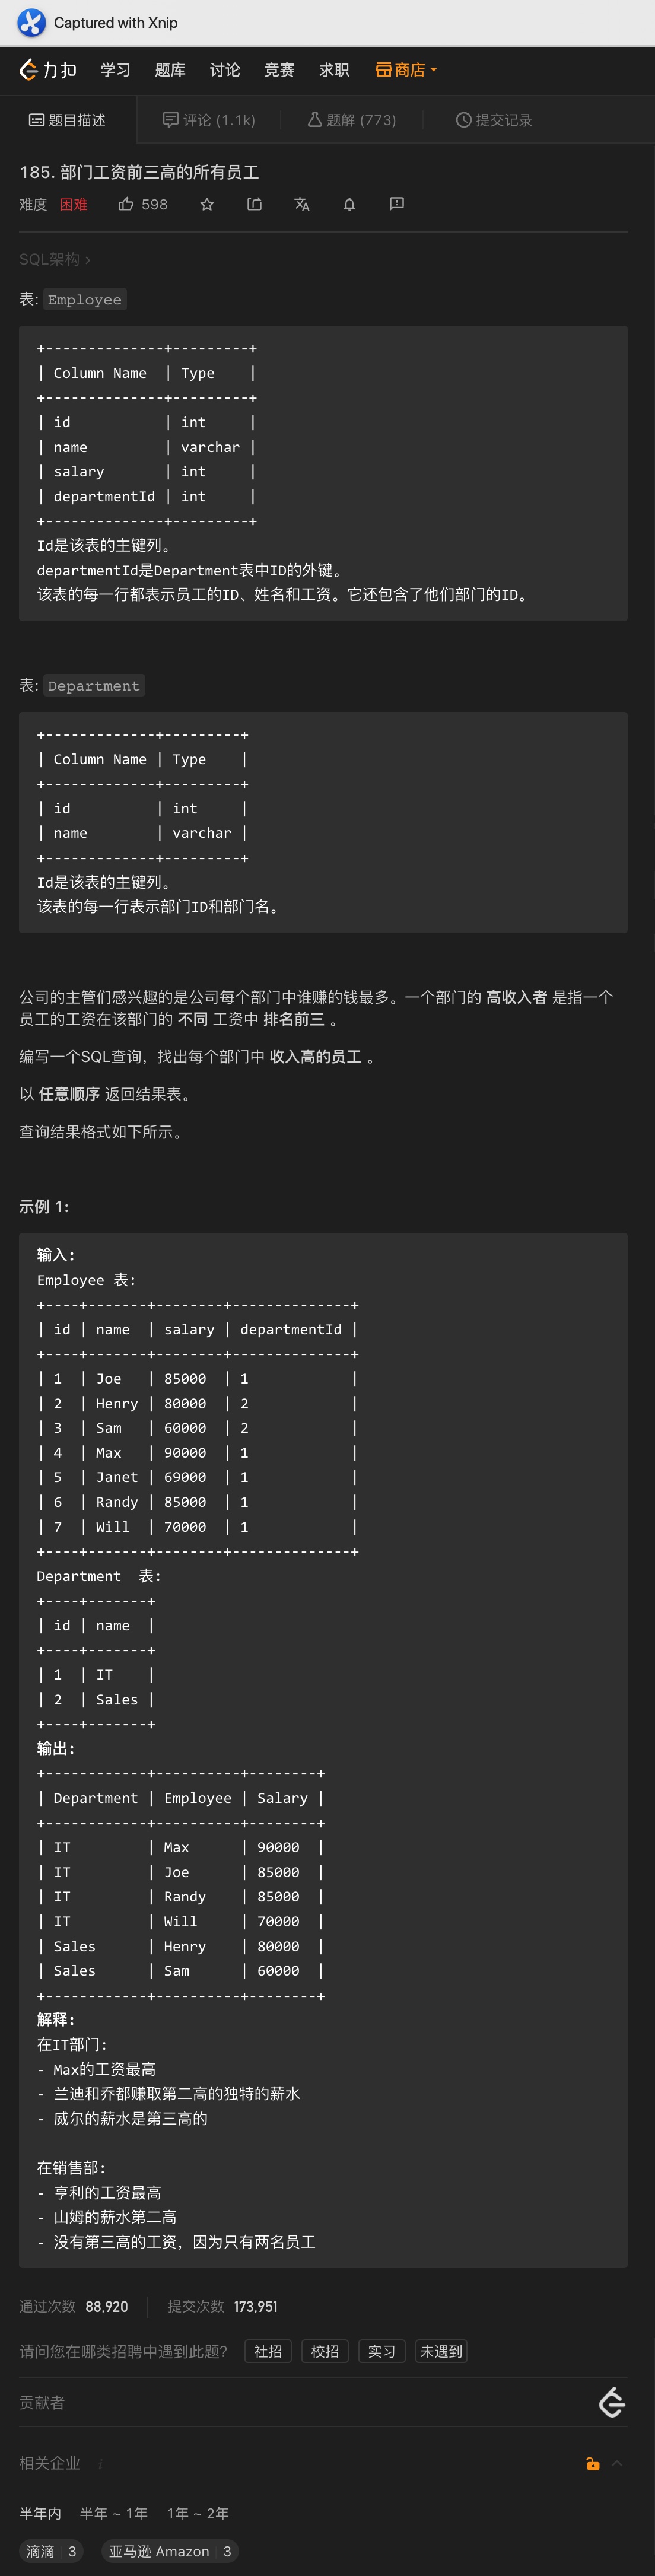 Captured with Xnip
力扣 学习 题库 讨论 竞赛 求职 商店
题目描述 评论 (1.1k) 题解 (773) 提交记录
185. 部门工资前三高的所有员工
难度 困难 598
SQL架构 >
表: Employee
+--------------+---------+
| Column Name  | Type    |
+--------------+---------+
| id           | int     |
| name         | varchar |
| salary       | int     |
| departmentId | int     |
+--------------+---------+
Id是该表的主键列。
departmentId是Department表中ID的外键。
该表的每一行都表示员工的ID、姓名和工资。它还包含了他们部门的ID。
表: Department
+-------------+---------+
| Column Name | Type    |
+-------------+---------+
| id          | int     |
| name        | varchar |
+-------------+---------+
Id是该表的主键列。
该表的每一行表示部门ID和部门名。
公司的主管们感兴趣的是公司每个部门中谁赚的钱最多。一个部门的 高收入者 是指一个
员工的工资在该部门的 不同 工资中 排名前三 。
编写一个SQL查询，找出每个部门中 收入高的员工 。
以 任意顺序 返回结果表。
查询结果格式如下所示。
示例 1:
输入:
Employee 表:
+----+-------+--------+--------------+
| id | name  | salary | departmentId |
+----+-------+--------+--------------+
| 1  | Joe   | 85000  | 1            |
| 2  | Henry | 80000  | 2            |
| 3  | Sam   | 60000  | 2            |
| 4  | Max   | 90000  | 1            |
| 5  | Janet | 69000  | 1            |
| 6  | Randy | 85000  | 1            |
| 7  | Will  | 70000  | 1            |
+----+-------+--------+--------------+
Department  表:
+----+-------+
| id | name  |
+----+-------+
| 1  | IT    |
| 2  | Sales |
+----+-------+
输出:
+------------+----------+--------+
| Department | Employee | Salary |
+------------+----------+--------+
| IT         | Max      | 90000  |
| IT         | Joe      | 85000  |
| IT         | Randy    | 85000  |
| IT         | Will     | 70000  |
| Sales      | Henry    | 80000  |
| Sales      | Sam      | 60000  |
+------------+----------+--------+
解释:
在IT部门:
- Max的工资最高
- 兰迪和乔都赚取第二高的独特的薪水
- 威尔的薪水是第三高的
在销售部:
- 亨利的工资最高
- 山姆的薪水第二高
- 没有第三高的工资，因为只有两名员工
通过次数 88,920 提交次数 173,951
请问您在哪类招聘中遇到此题? 社招 校招 实习 未遇到
贡献者
相关企业 i
半年内 半年 ~ 1年 1年 ~ 2年
滴滴 | 3 亚马逊 Amazon | 3